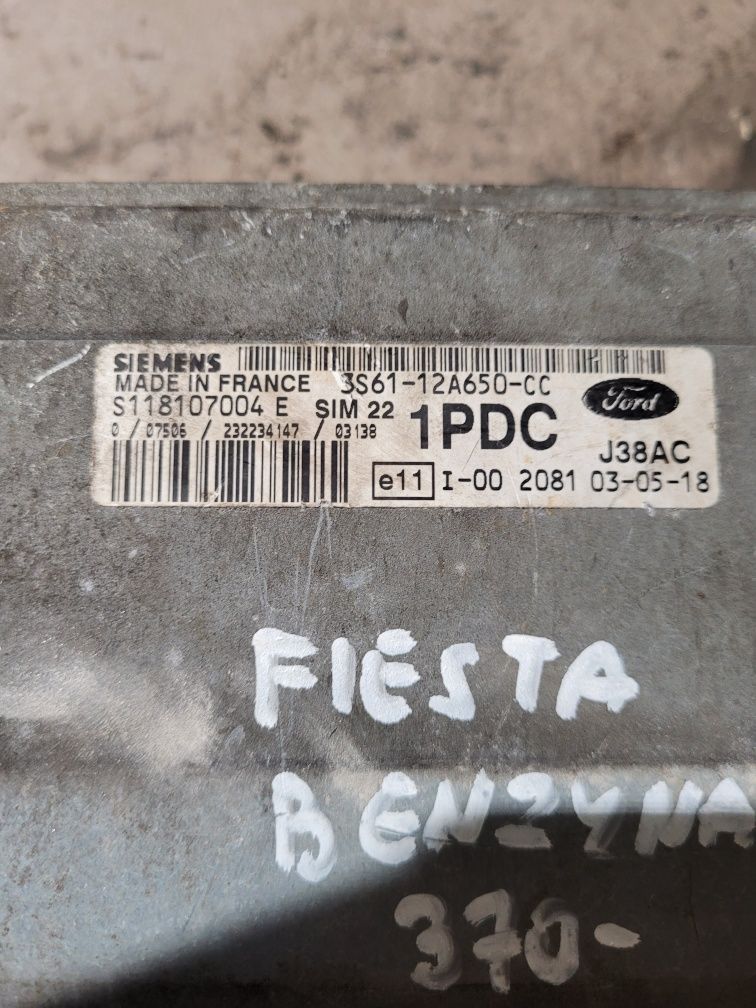 SIEMENS
MADE IN FRANCE 3S61-12A650-CC
S118107004 E SIM 22 1PDC Ford
0 / 07506 / 232234147 / 03138 J38AC
e11 I-00 2081 03-05-18
FIESTA
BENZYNA
370-